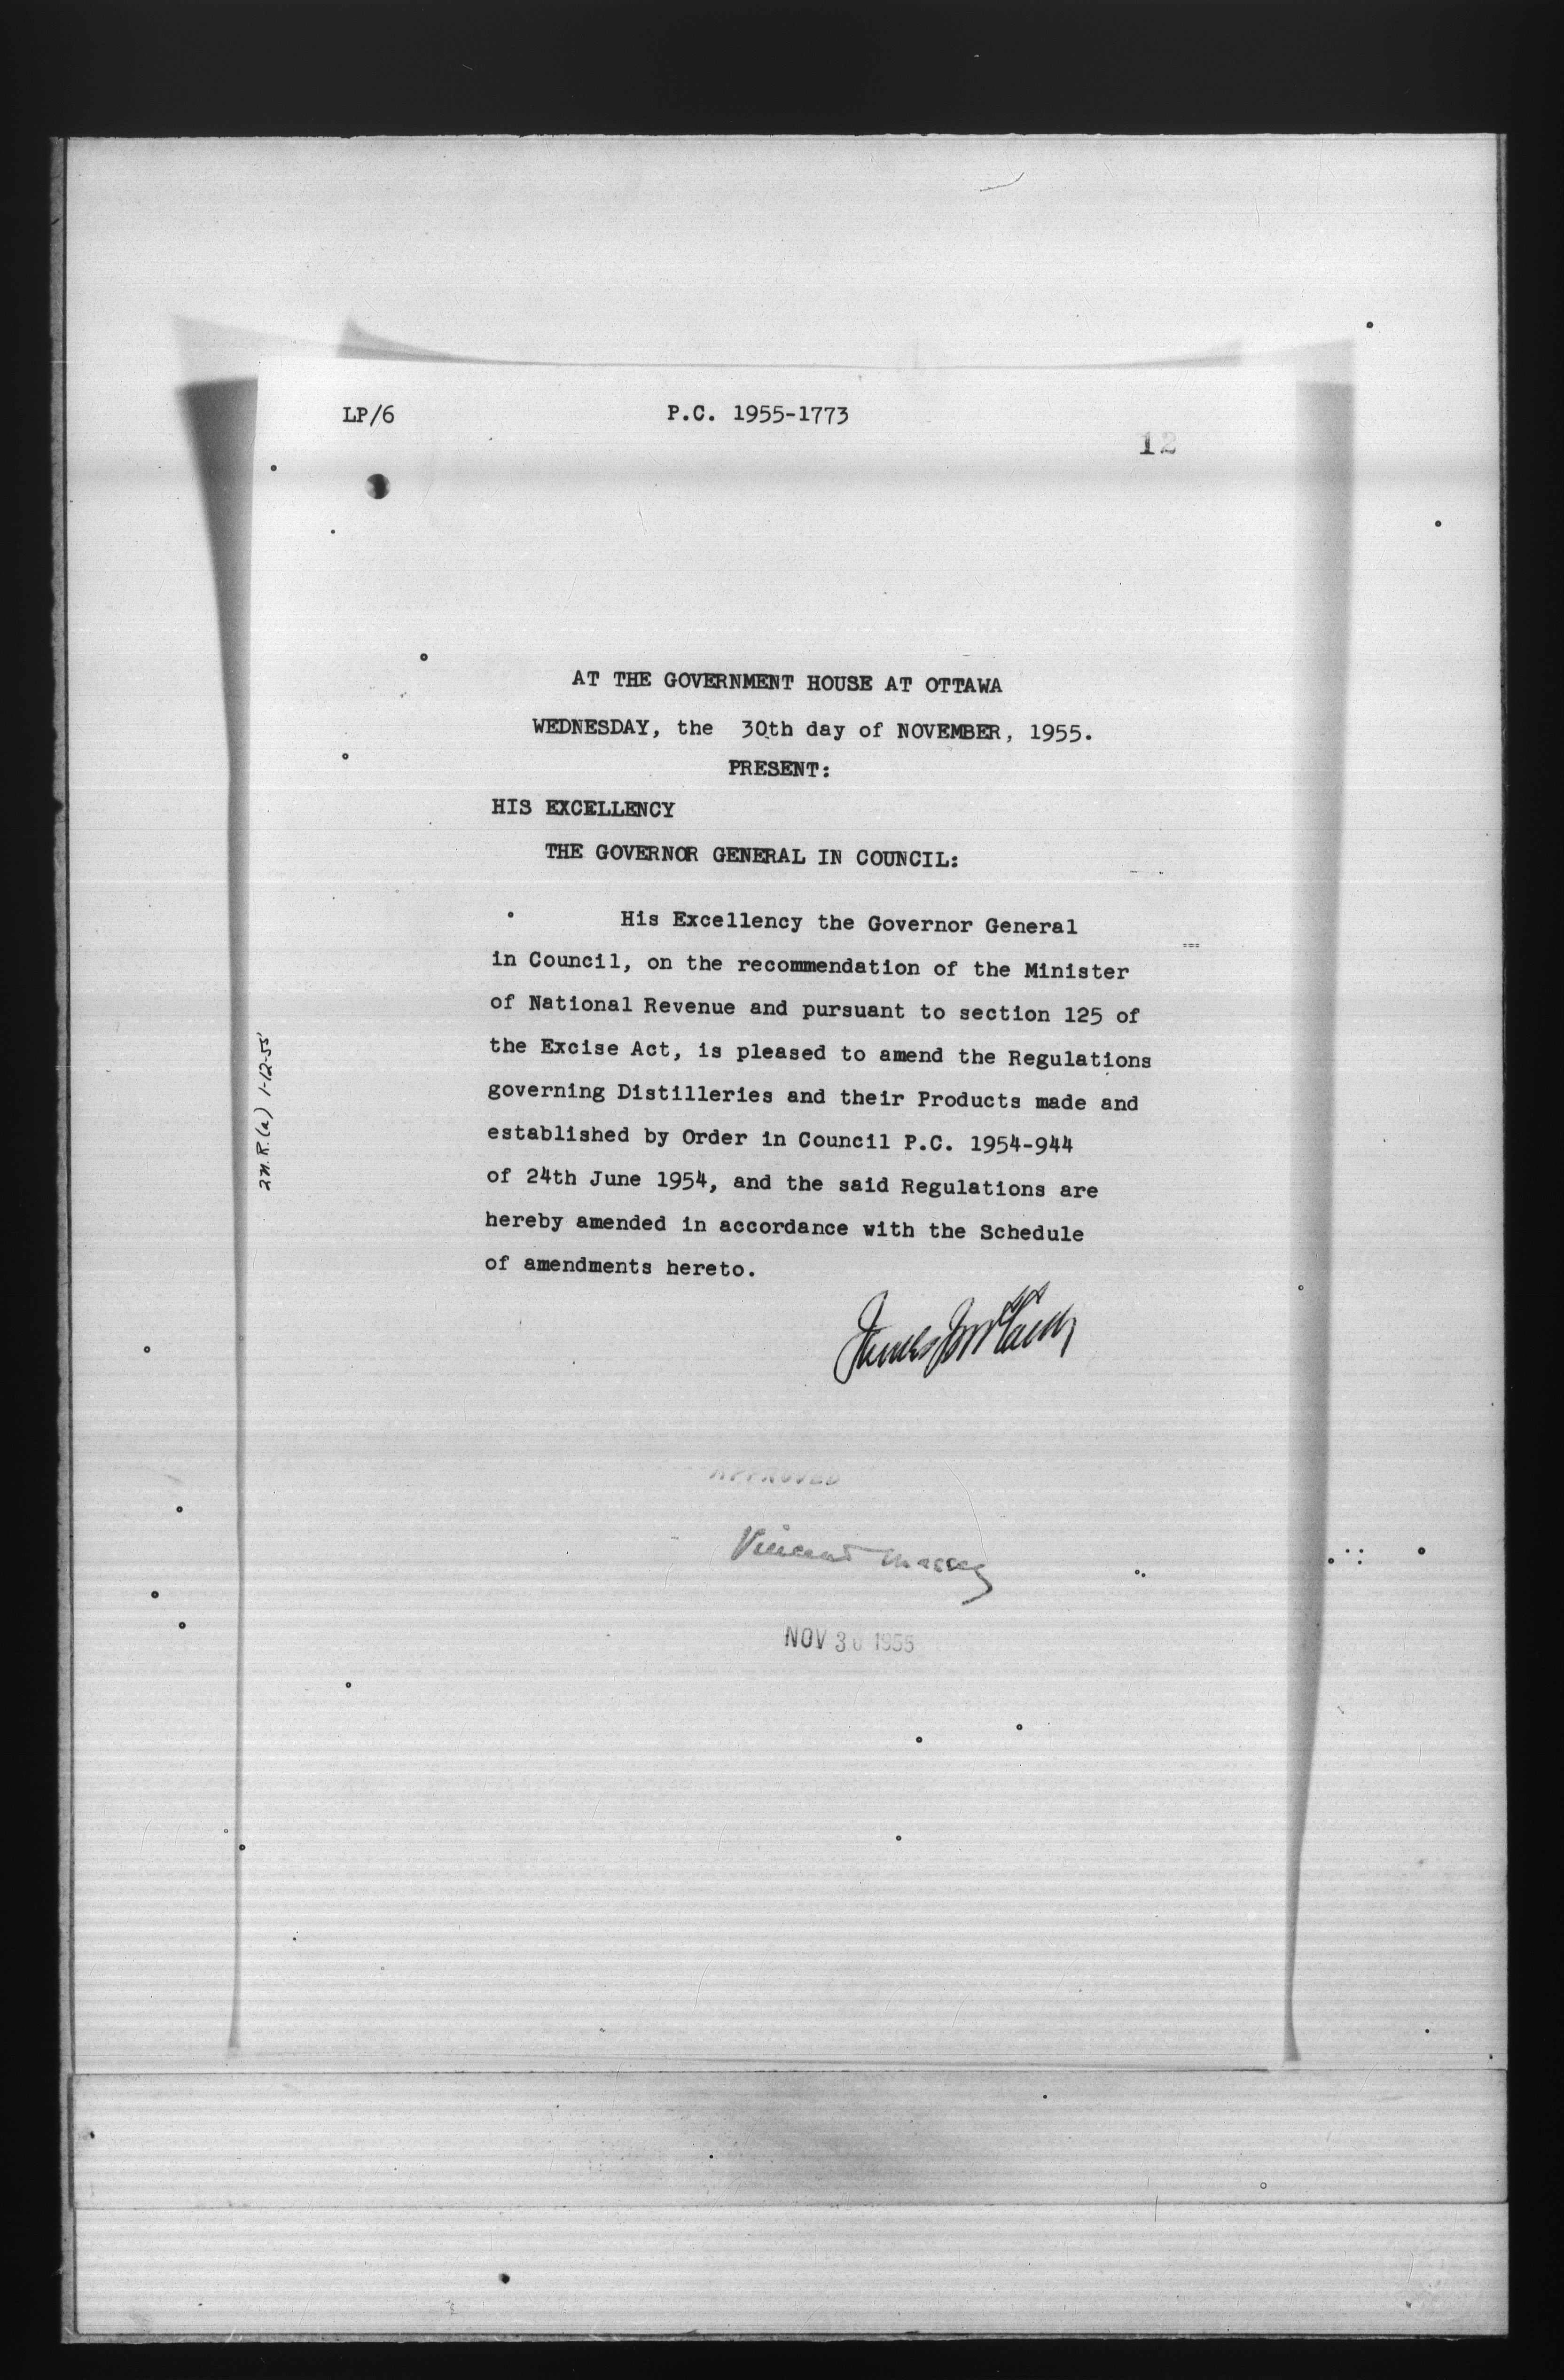 LP/6
P.C. 1955-1773
12
AT THE GOVERNMENT HOUSE AT OTTAWA
WEDNESDAY, the 30th day of NOVEMBER, 1955.
PRESENT:
HIS EXCELLENCY
THE GOVERNOR GENERAL IN COUNCIL:
His Excellency the Governor General
in Council, on the recommendation of the Minister
of National Revenue and pursuant to section 125 of
the Excise Act, is pleased to amend the Regulations
governing Distilleries and their Products made and
established by Order in Council P.C. 1954-944
of 24th June 1954, and the said Regulations are
hereby amended in accordance with the Schedule
of amendments hereto.
APPROVED
Vincent Massey
NOV 30 1955
1-12-55